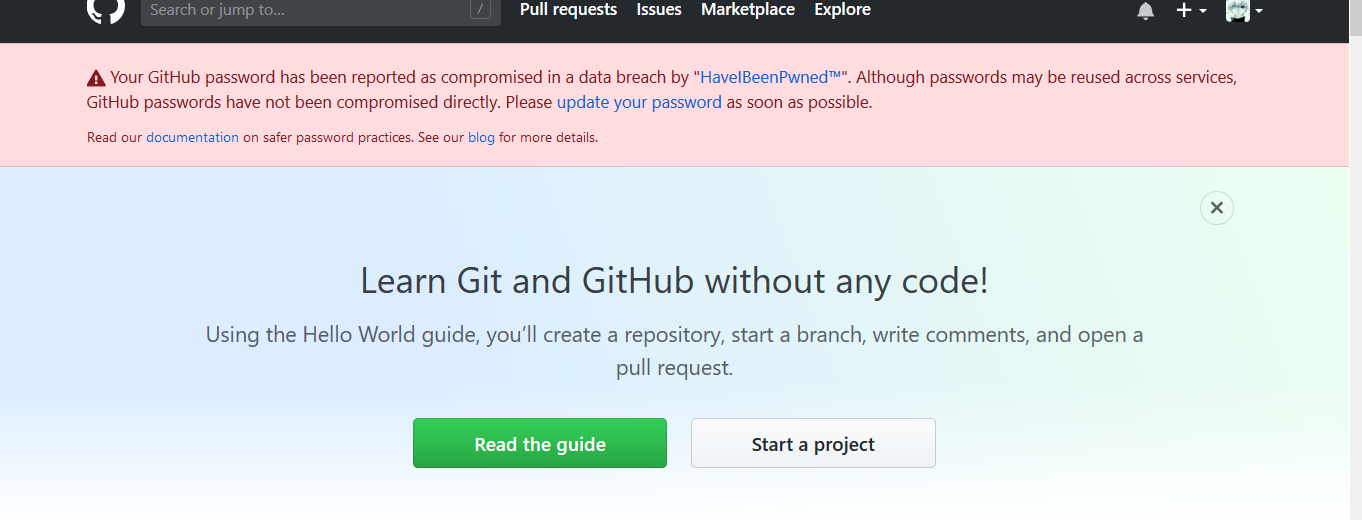 Search or jump to... / Pull requests Issues Marketplace Explore
Your GitHub password has been reported as compromised in a data breach by "HaveIBeenPwned™". Although passwords may be reused across services,
GitHub passwords have not been compromised directly. Please update your password as soon as possible.
Read our documentation on safer password practices. See our blog for more details.
Learn Git and GitHub without any code!
Using the Hello World guide, you’ll create a repository, start a branch, write comments, and open a
pull request.
Read the guide Start a project